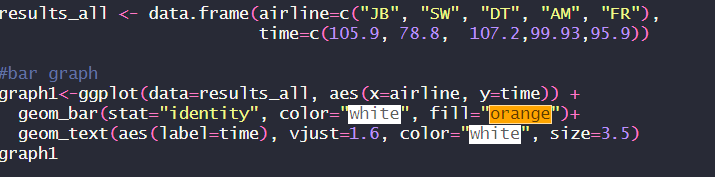 results_all <- data.frame(airline=c("JB", "SW", "DT", "AM", "FR"),
time=c(105.9, 78.8, 107.2,99.93,95.9))
#bar graph
graph1<-ggplot(data=results_all, aes(x=airline, y=time)) +
geom_bar(stat="identity", color="white", fill="orange")+
geom_text(aes(label=time), vjust=1.6, color="white", size=3.5)
graph1